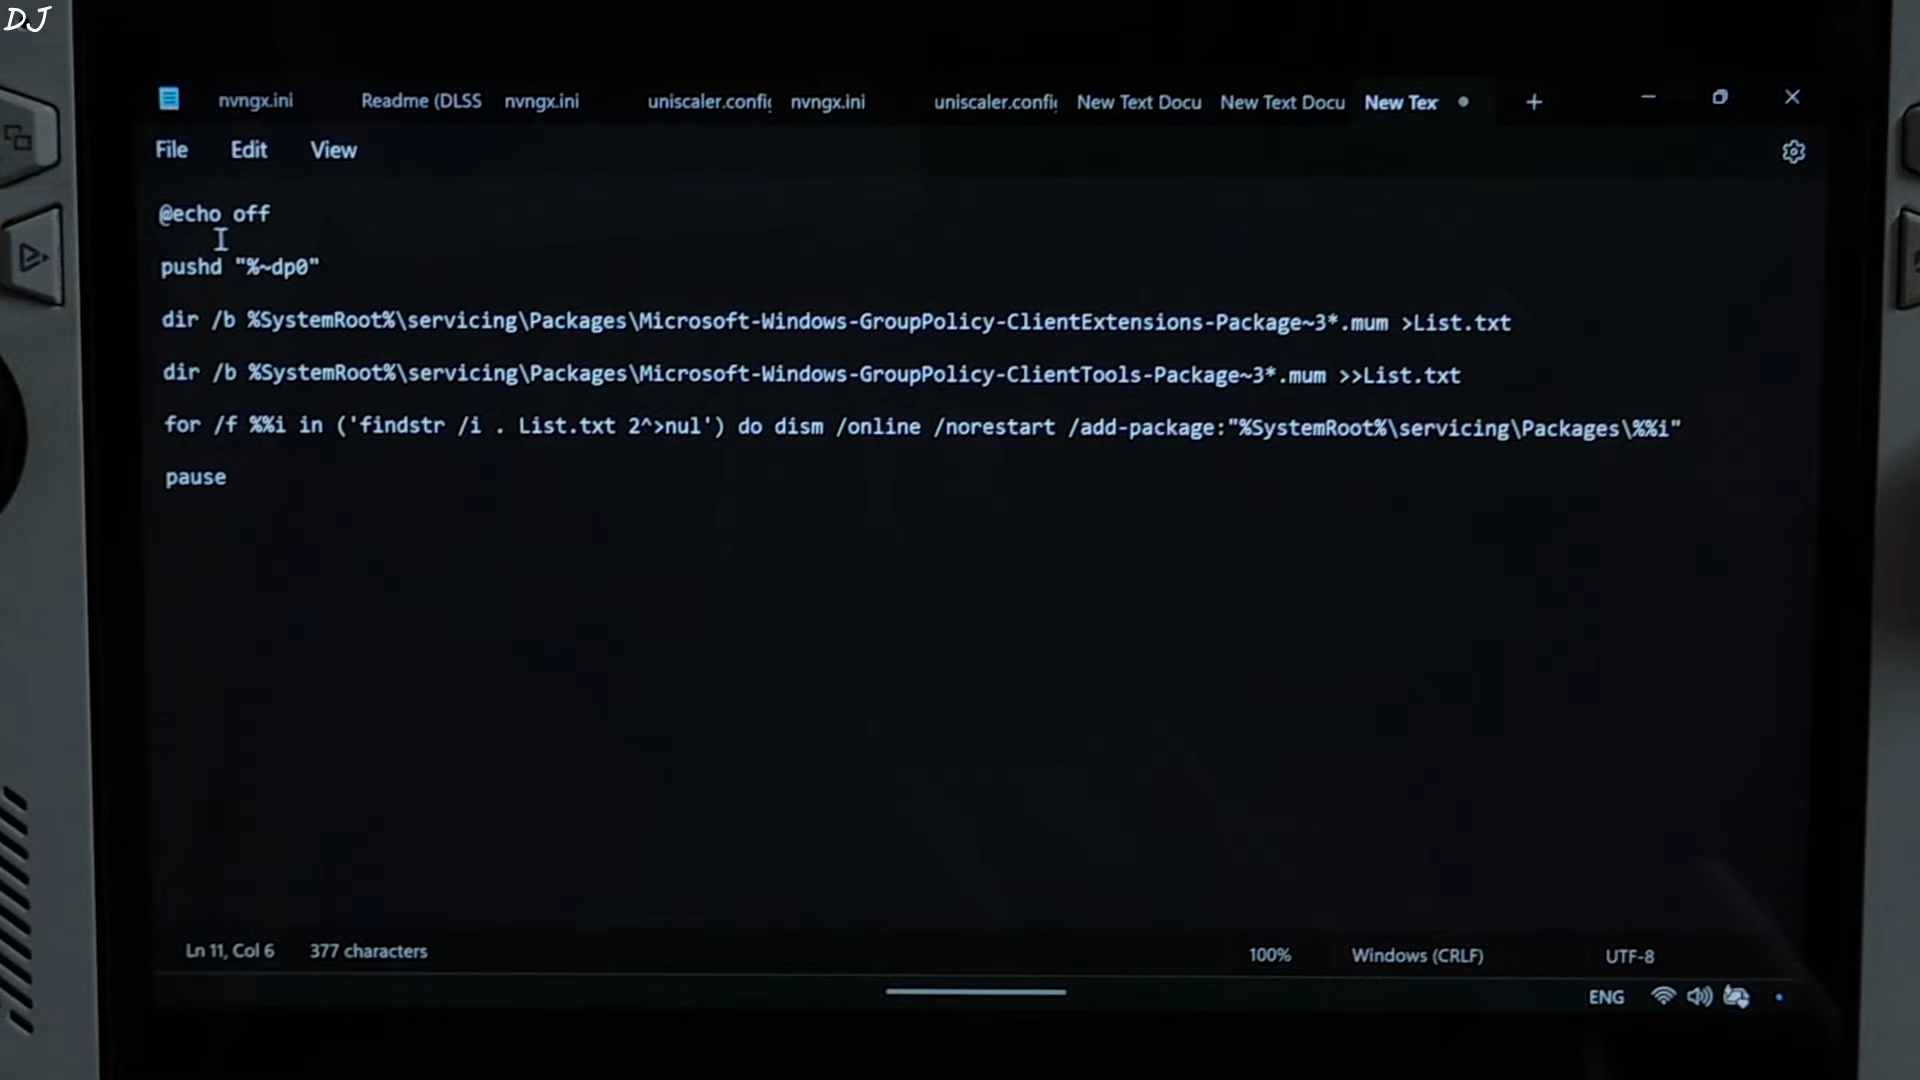 DJ
nvngx.ini Readme (DLSS nvngx.ini uniscaler.config nvngx.ini uniscaler.config New Text Docu New Text Docu New Tex
File Edit View
@echo off
pushd "%~dp0"
dir /b %SystemRoot%\servicing\Packages\Microsoft-Windows-GroupPolicy-ClientExtensions-Package~3*.mum >List.txt
dir /b %SystemRoot%\servicing\Packages\Microsoft-Windows-GroupPolicy-ClientTools-Package~3*.mum >>List.txt
for /f %%i in ('findstr /i . List.txt 2^>nul') do dism /online /norestart /add-package:"%SystemRoot%\servicing\Packages\%%i"
pause
Ln 11, Col 6 377 characters 100% Windows (CRLF) UTF-8
ENG